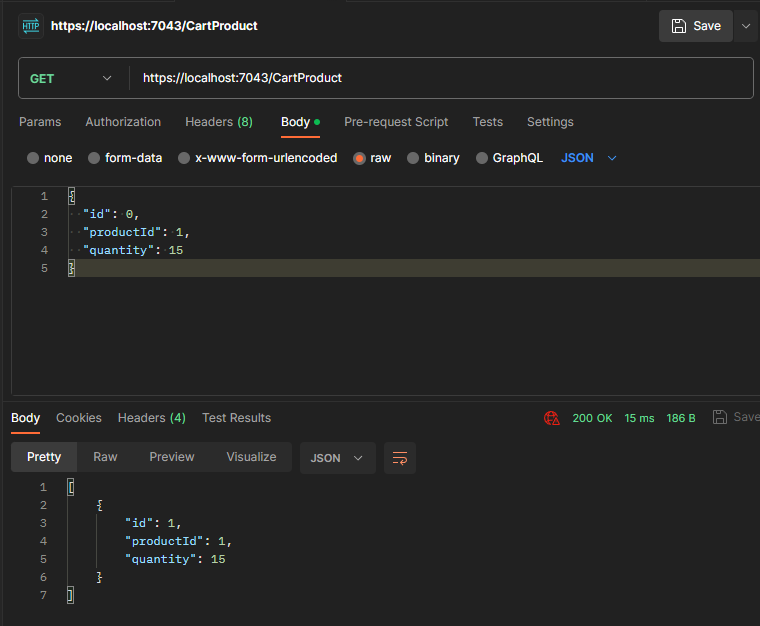 HTTP https://localhost:7043/CartProduct Save
GET https://localhost:7043/CartProduct
Params Authorization Headers (8) Body Pre-request Script Tests Settings
none form-data x-www-form-urlencoded raw binary GraphQL JSON
1 {
2 "id": 0,
3 "productId": 1,
4 "quantity": 15
5 }
Body Cookies Headers (4) Test Results 200 OK 15 ms 186 B Save
Pretty Raw Preview Visualize JSON
1 [
2 {
3 "id": 1,
4 "productId": 1,
5 "quantity": 15
6 }
7 ]